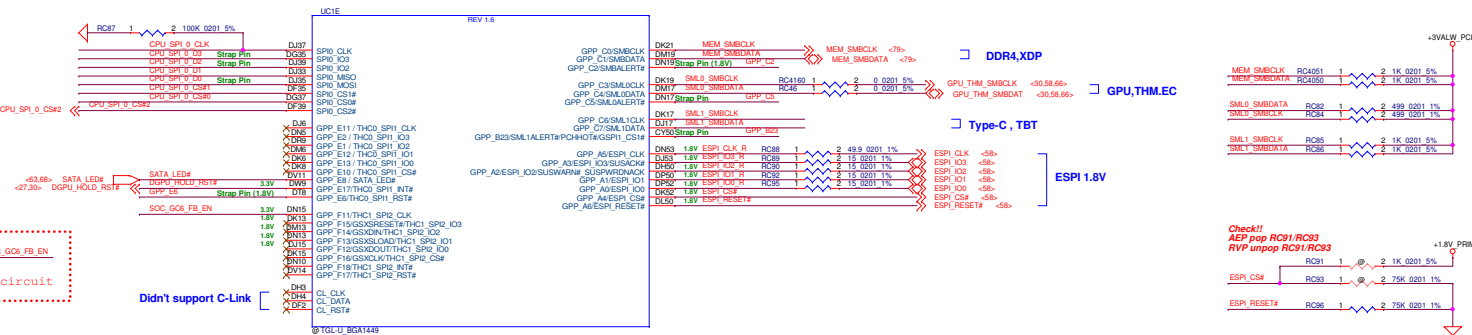 UC1E
REV 1.6
RC87 1 2 100K_0201_5%
CPU_SPI_0_CLK DJ37 SPI0_CLK
CPU_SPI_0_D3 Strap Pin DG35 SPI0_IO3
CPU_SPI_0_D2 Strap Pin DJ39 SPI0_IO2
CPU_SPI_0_D1 DJ33 SPI0_MISO
CPU_SPI_0_D0 Strap Pin DJ35 SPI0_MOSI
CPU_SPI_0_CS#1 DF35 SPI0_CS1#
CPU_SPI_0_CS#0 DG37 SPI0_CS0#
CPU_SPI_0_CS#2 CPU_SPI_0_CS#2 DF39 SPI0_CS2#
DJ6 GPP_E11 / THC0_SPI1_CLK
DN5 GPP_E2 / THC0_SPI1_IO3
DR9 GPP_E1 / THC0_SPI1_IO2
DM6 GPP_E12 / THC0_SPI1_IO1
DK6 GPP_E13 / THC0_SPI1_IO0
DK8 GPP_E10 / THC0_SPI1_CS#
<63,68> SATA_LED# SATA_LED# DV11 GPP_E8 / SATA_LED#
<27,30> DGPU_HOLD_RST# DGPU_HOLD_RST# 3.3V DW9 GPP_E17/THC0_SPI1_INT#
GPP_E6 Strap Pin (1.8V) D18 GPP_E6/THC0_SPI1_RST#
SOC_GC6_FB_EN 3.3V DN15 GPP_F11/THC1_SPI2_CLK
1.8V DK13 GPP_F15/GSXSRESET#/THC1_SPI2_IO3
1.8V DM13 GPP_F14/GSXDIN/THC1_SPI2_IO2
1.8V DN13 GPP_F13/GSXSLOAD/THC1_SPI2_IO1
1.8V DJ15 GPP_F12/GSXDOUT/THC1_SPI2_IO0
DK15 GPP_F16/GSXCLK/THC1_SPI2_CS#
DN10 GPP_F18/THC1_SPI2_INT#
DV14 GPP_F17/THC1_SPI2_RST#
C_GC6_FB_EN
circuit
Didn't support C-Link
DH3 CL_CLK
DH4 CL_DATA
DF2 CL_RST#
@ TGL-U_BGA1449
GPP_C0/SMBCLK DK21 MEM_SMBCLK MEM_SMBCLK <79>
GPP_C1/SMBDATA DM19 MEM_SMBDATA MEM_SMBDATA <79>
GPP_C2/SMBALERT# DN19 Strap Pin (1.8V) GPP_C2
DDR4,XDP
GPP_C3/SML0CLK DK19 SML0_SMBCLK RC4160 1 2 0_0201_5% GPU_THM_SMBCLK <30,58,66>
GPP_C4/SML0DATA DM17 SML0_SMBDATA RC46 1 2 0_0201_5% GPU_THM_SMBDAT <30,58,66>
GPP_C5/SML0ALERT# DN17 Strap Pin GPP_C5
GPU,THM.EC
GPP_C6/SML1CLK DK17 SML1_SMBCLK
GPP_C7/SML1DATA DJ17 SML1_SMBDATA
GPP_B23/SML1ALERT#/PCHHOT#/GSPI1_CS1# CY50 Strap Pin GPP_B23
Type-C , TBT
GPP_A5/ESPI_CLK DN53 1.8V ESPI_CLK_R RC88 1 2 49.9_0201_1% ESPI_CLK <58>
GPP_A3/ESPI_IO3/SUSACK# DJ53 1.8V ESPI_IO3_R RC89 1 2 15_0201_1% ESPI_IO3 <58>
GPP_A2/ESPI_IO2/SUSWARN#_SUSPWRDNACK DH50 1.8V ESPI_IO2_R RC90 1 2 15_0201_1% ESPI_IO2 <58>
GPP_A1/ESPI_IO1 DP50 1.8V ESPI_IO1_R RC92 1 2 15_0201_1% ESPI_IO1 <58>
GPP_A0/ESPI_IO0 DP52 1.8V ESPI_IO0_R RC95 1 2 15_0201_1% ESPI_IO0 <58>
GPP_A4/ESPI_CS# DK52 1.8V ESPI_CS# ESPI_CS# <58>
GPP_A6/ESPI_RESET# DL50 1.8V ESPI_RESET# ESPI_RESET# <58>
ESPI 1.8V
+3VALW_PC
MEM_SMBCLK RC4051 1 2 1K_0201_5%
MEM_SMBDATA RC4050 1 2 1K_0201_5%
SML0_SMBDATA RC82 1 2 499_0201_1%
SML0_SMBCLK RC84 1 2 499_0201_1%
SML1_SMBDATA RC85 1 2 1K_0201_5%
SML1_SMBCLK RC86 1 2 1K_0201_5%
Check!!
AEP pop RC91/RC93
RVP unpop RC91/RC93
+1.8V_PRIM
RC91 1 @ 2 1K_0201_5%
ESPI_CS# RC93 1 @ 2 75K_0201_1%
ESPI_RESET# RC96 1 2 75K_0201_1%